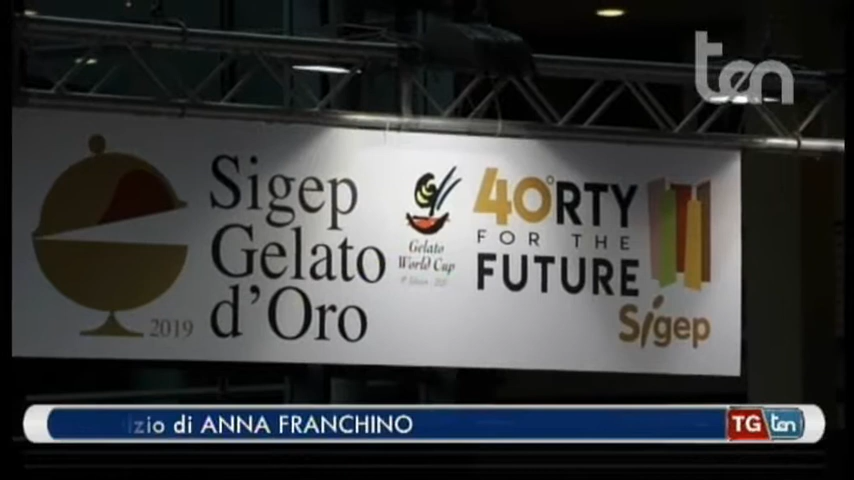 ten
Sigep
Gelato
d'Oro
2019
Gelato
World Cup
40°RTY
FOR THE
FUTURE
Sigep
izio di ANNA FRANCHINO
TG ten